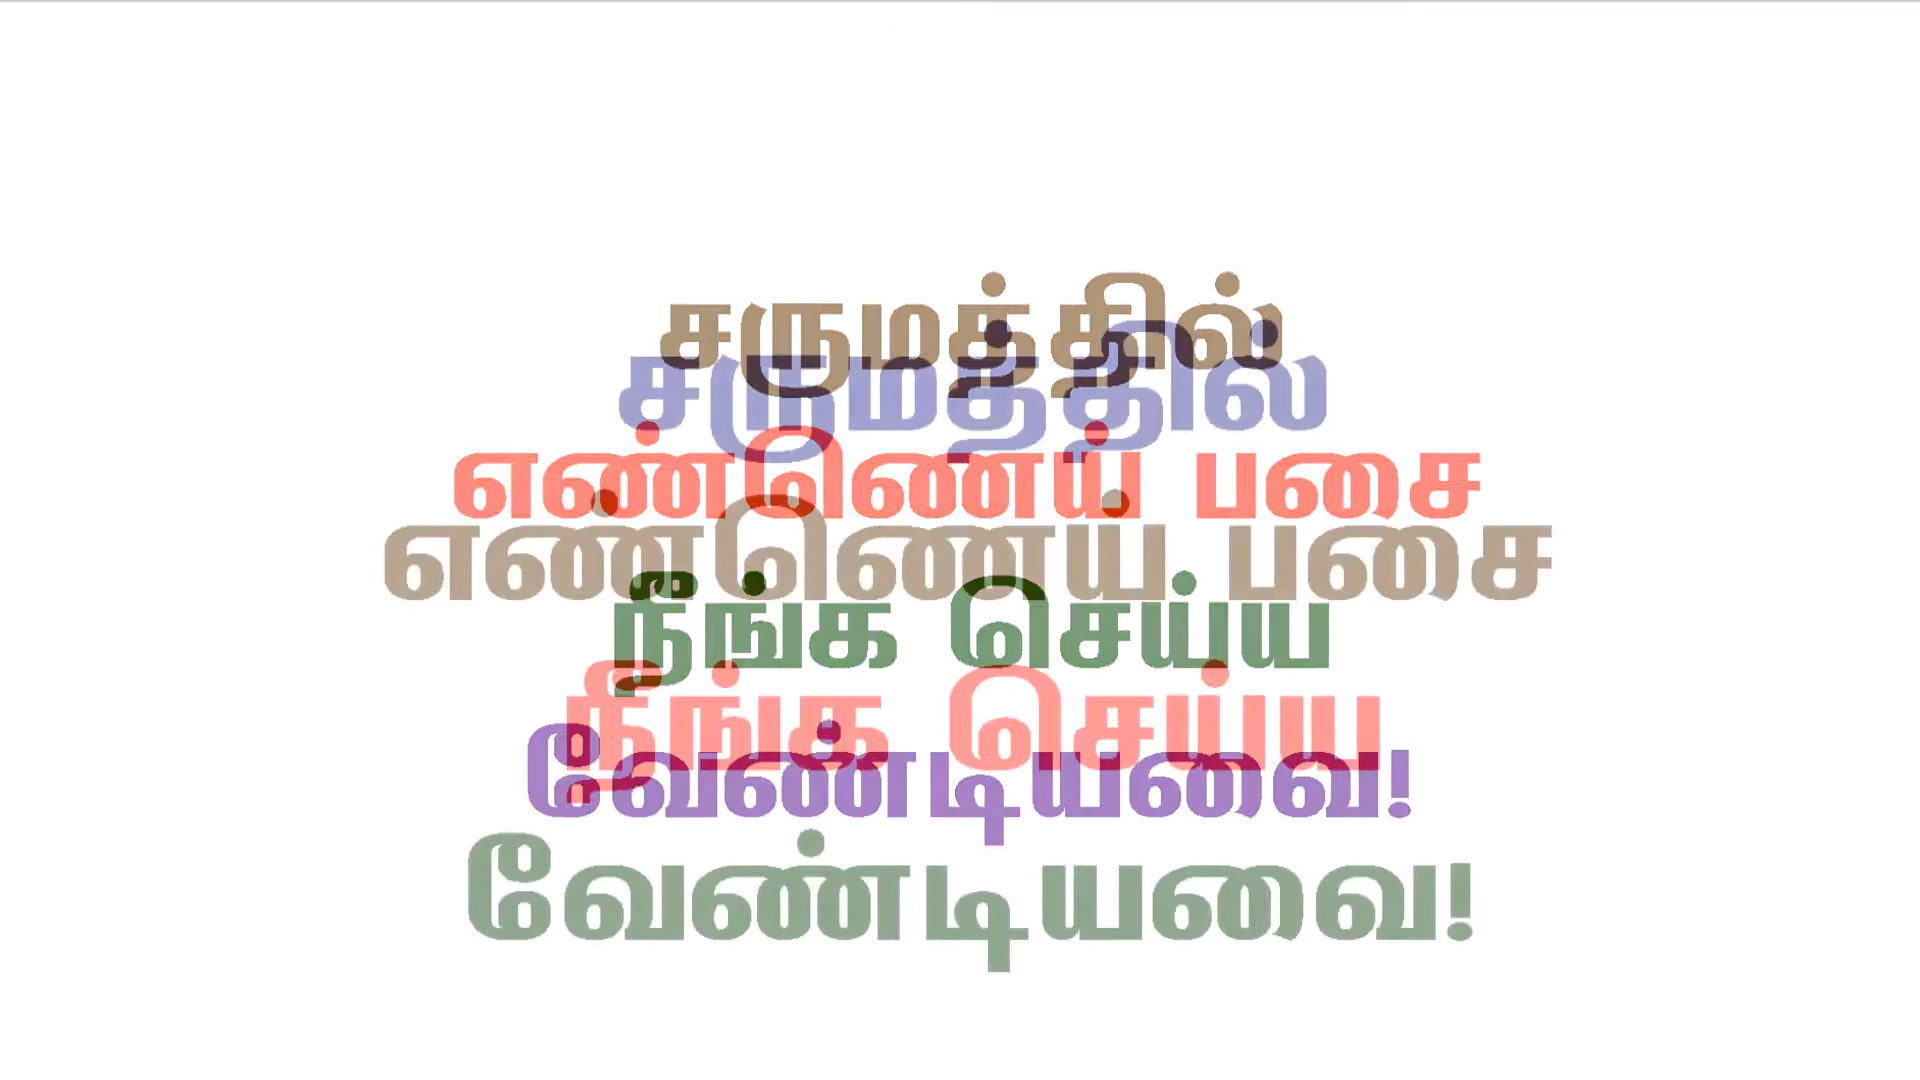 சருமத்தில்
சருமத்தில்
எண்ணெய் பசை
எண்ணெய் பசை
நீங்க செய்ய
நீங்க செய்ய
வேண்டியவை!
வேண்டியவை!